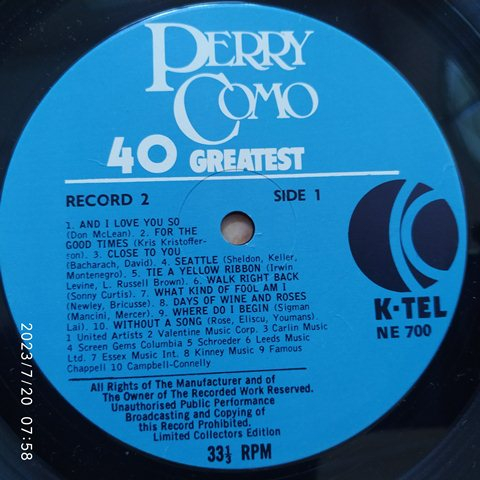 PERRY
COMO
40 GREATEST
RECORD 2 SIDE 1
1. AND I LOVE YOU SO
(Don McLean). 2. FOR THE
GOOD TIMES (Kris Kristoffer-
son). 3. CLOSE TO YOU
(Bacharach, David). 4. SEATTLE (Sheldon, Keller,
Montenegro). 5. TIE A YELLOW RIBBON (Irwin
Levine, L. Russell Brown). 6. WALK RIGHT BACK
(Sonny Curtis). 7. WHAT KIND OF FOOL AM I
(Newley, Bricusse). 8. DAYS OF WINE AND ROSES
(Mancini, Mercer). 9. WHERE DO I BEGIN (Sigman
Lai). 10. WITHOUT A SONG (Rose, Eliscu, Youmans).
1 United Artists 2 Valentine Music Corp. 3 Carlin Music
4 Screen Gems Columbia 5 Schroeder 6 Leeds Music
Ltd. 7 Essex Music Int. 8 Kinney Music 9 Famous
Chappell 10 Campbell-Connelly
K-TEL
NE 700
All Rights of The Manufacturer and of
The Owner of The Recorded Work Reserved.
Unauthorised Public Performance
Broadcasting and Copying of
this Record Prohibited.
Limited Collectors Edition
33⅓ RPM
2023/7/20 07:58